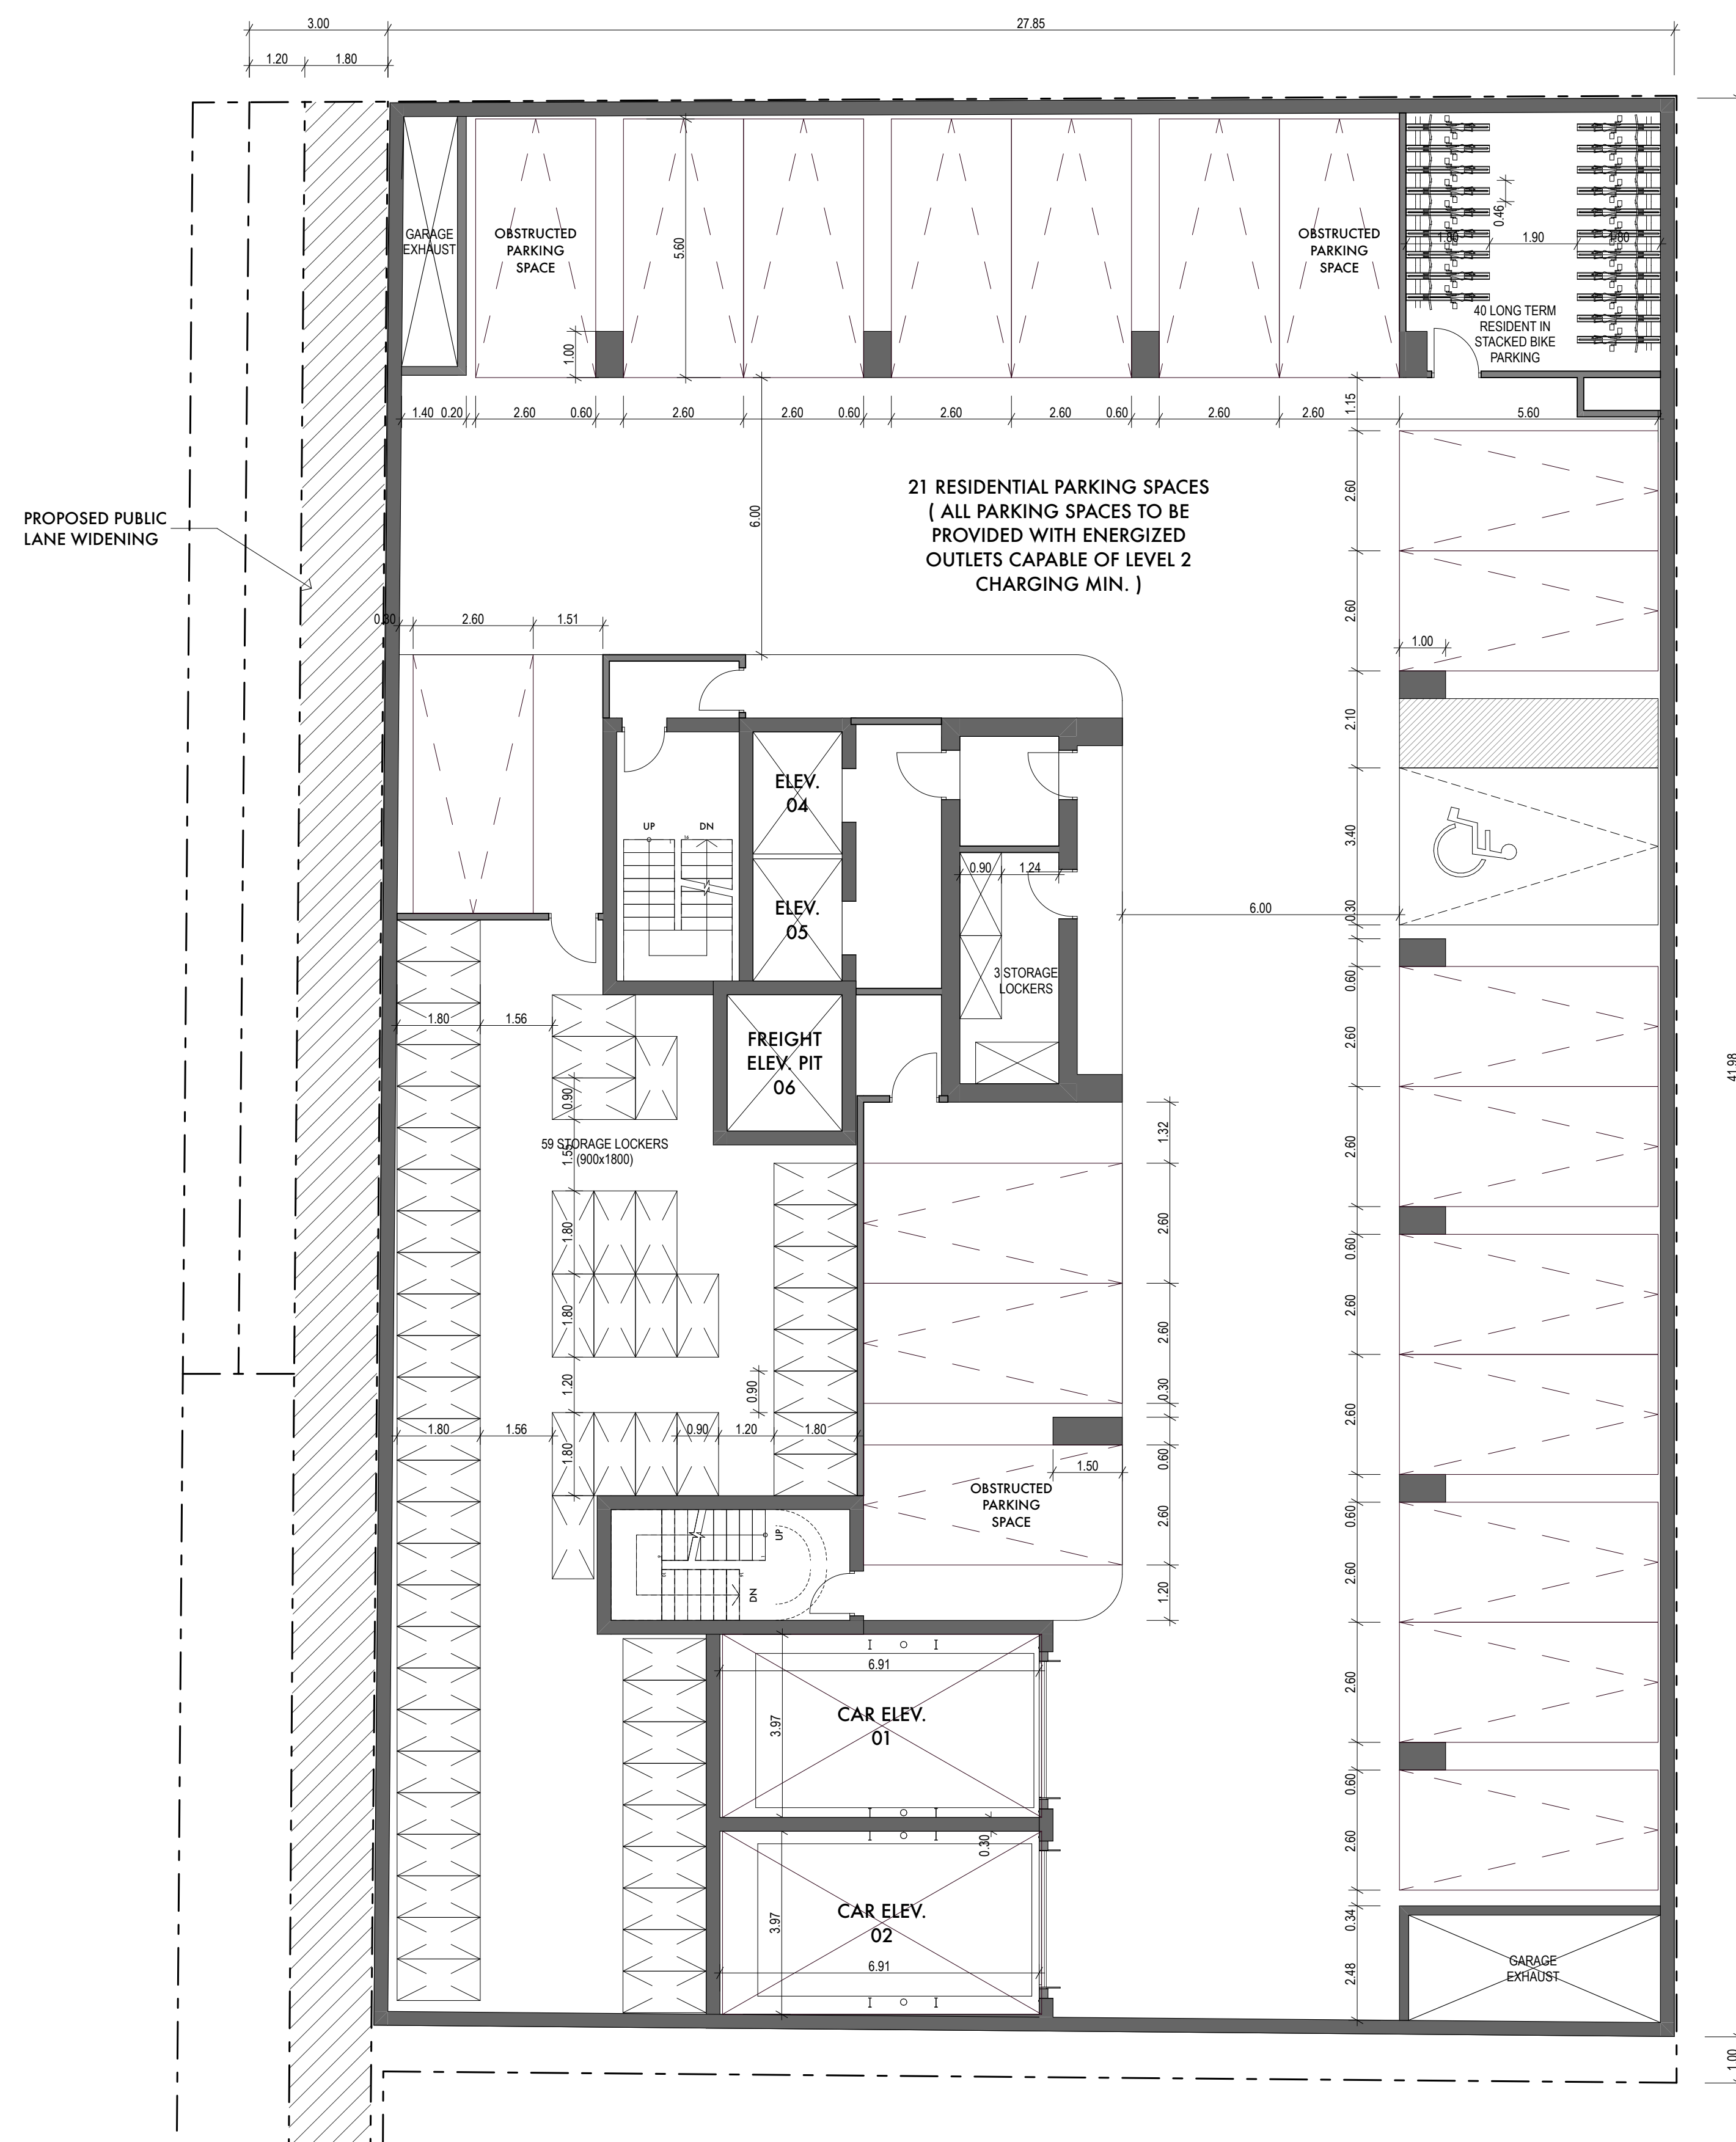 3.00
27.85
1.20
1.80
GARAGE
EXHAUST
OBSTRUCTED
PARKING
SPACE
5.60
OBSTRUCTED
PARKING
SPACE
0.46
1.80
1.90
1.80
40 LONG TERM
RESIDENT IN
STACKED BIKE
PARKING
1.00
1.40
0.20
2.60
0.60
2.60
2.60
0.60
2.60
2.60
0.60
2.60
2.60
1.15
5.60
PROPOSED PUBLIC
LANE WIDENING
21 RESIDENTIAL PARKING SPACES
( ALL PARKING SPACES TO BE
PROVIDED WITH ENERGIZED
OUTLETS CAPABLE OF LEVEL 2
CHARGING MIN. )
6.00
2.60
2.60
0.30
2.60
1.51
1.00
2.10
ELEV.
04
UP
DN
3.40
0.90
1.24
ELEV.
05
6.00
0.30
3 STORAGE
LOCKERS
0.60
1.80
1.56
FREIGHT
ELEV. PIT
06
2.60
41.98
0.90
59 STORAGE LOCKERS
(900x1800)
1.55
1.32
2.60
1.80
2.60
0.60
1.80
2.60
2.60
1.20
0.90
0.30
2.60
1.80
1.56
0.90
1.20
1.80
1.80
0.60
1.50
OBSTRUCTED
PARKING
SPACE
2.60
0.60
UP
DN
1.20
2.60
6.91
2.60
CAR ELEV.
01
3.97
0.60
0.30
2.60
CAR ELEV.
02
3.97
6.91
0.34
GARAGE
EXHAUST
2.48
1.00